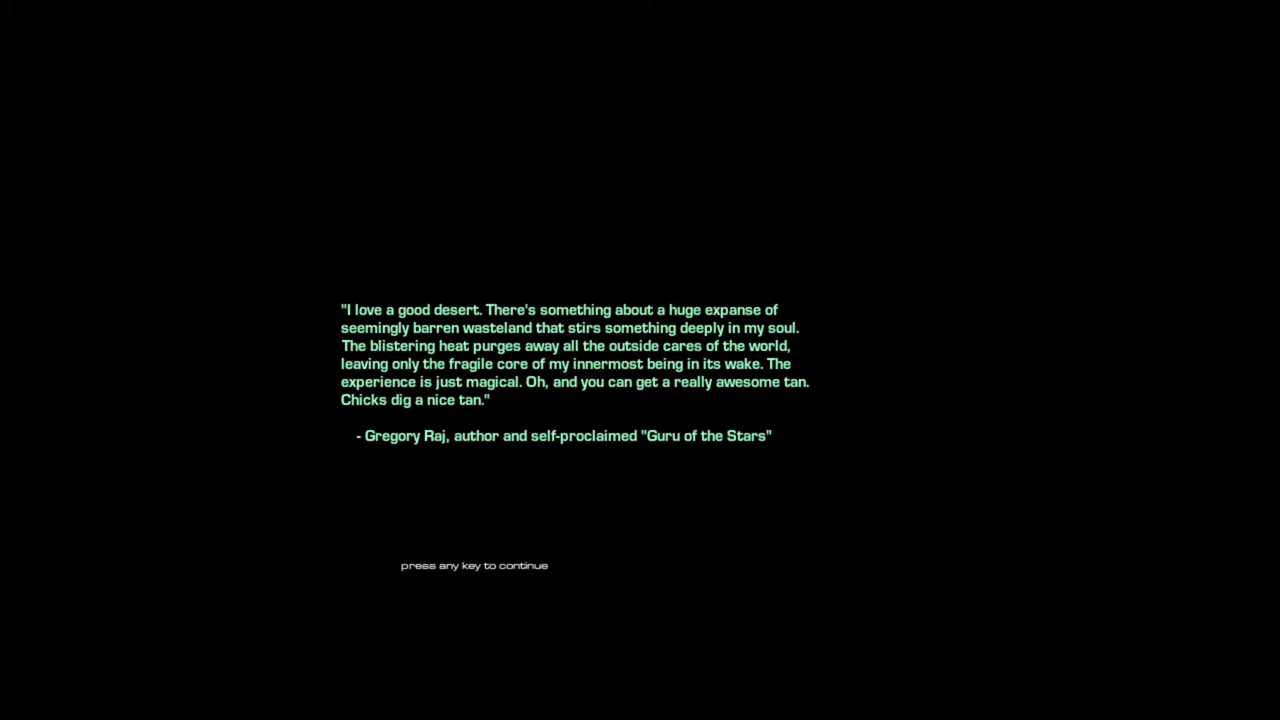 "I love a good desert. There's something about a huge expanse of
seemingly barren wasteland that stirs something deeply in my soul.
The blistering heat purges away all the outside cares of the world,
leaving only the fragile core of my innermost being in its wake. The
experience is just magical. Oh, and you can get a really awesome tan.
Chicks dig a nice tan."
- Gregory Raj, author and self-proclaimed "Guru of the Stars"
press any key to continue